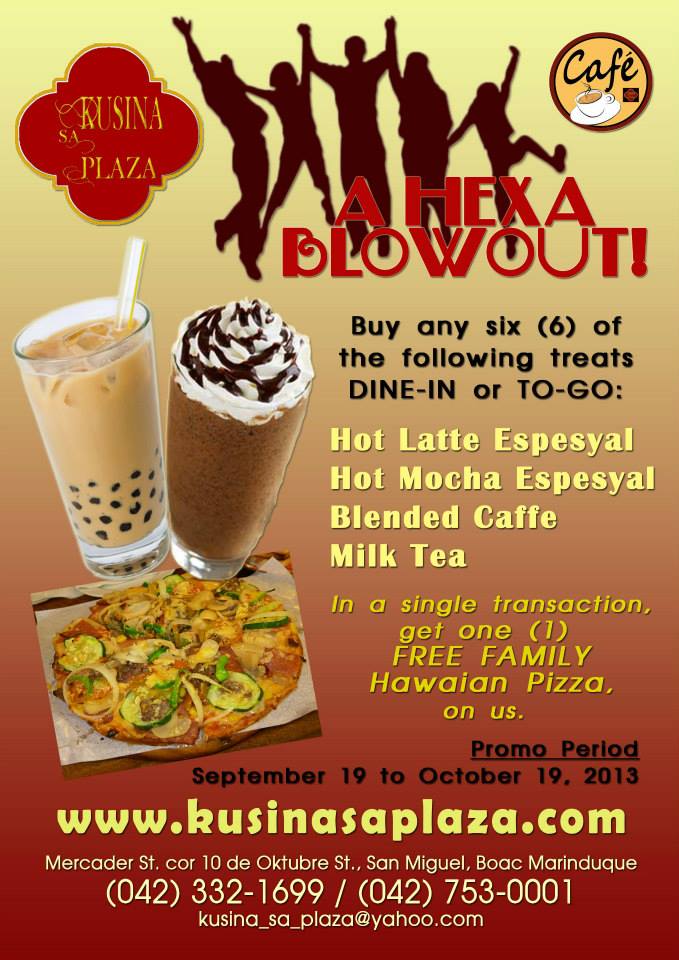 KUSINA
SA
PLAZA
Café
A HEXA
BLOWOUT!
Buy any six (6) of
the following treats
DINE-IN or TO-GO:
Hot Latte Espesyal
Hot Mocha Espesyal
Blended Caffe
Milk Tea
In a single transaction,
get one (1)
FREE FAMILY
Hawaian Pizza,
on us.
Promo Period
September 19 to October 19, 2013
www.kusinasaplaza.com
Mercader St. cor 10 de Oktubre St., San Miguel, Boac Marinduque
(042) 332-1699 / (042) 753-0001
kusina_sa_plaza@yahoo.com